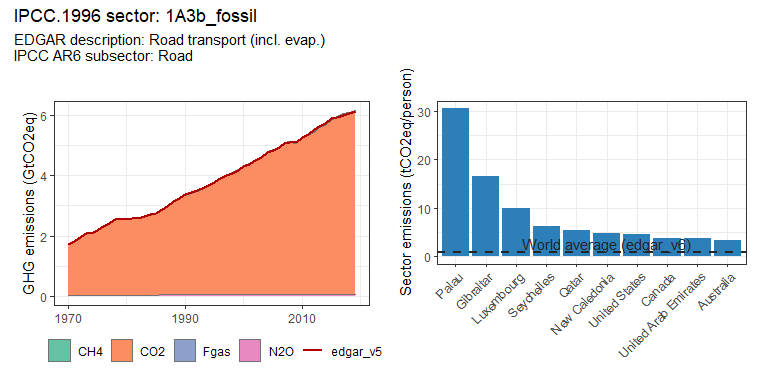 IPCC.1996 sector: 1A3b_fossil
EDGAR description: Road transport (incl. evap.)
IPCC AR6 subsector: Road
GHG emissions (GtCO2eq)
6
4
2
0
1970
1990
2010
CH4
CO2
Fgas
N2O
edgar_v5
Sector emissions (tCO2eq/person)
30
20
10
0
World average (edgar_v6)
Palau
Gibraltar
Luxembourg
Seychelles
Qatar
New Caledonia
United States
Canada
United Arab Emirates
Australia